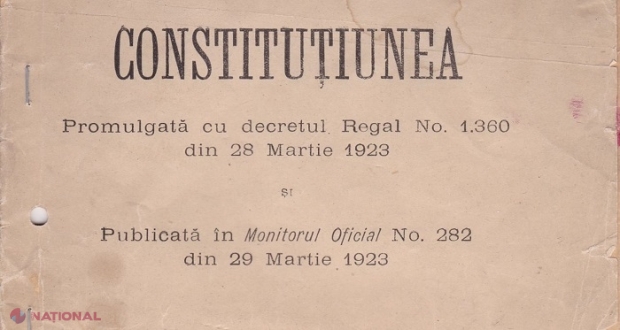 CONSTITUȚIUNEA
Promulgată cu decretul Regal No. 1.360
din 28 Martie 1923
și
Publicată în Monitorul Oficial No. 282
din 29 Martie 1923
NAȚIONAL